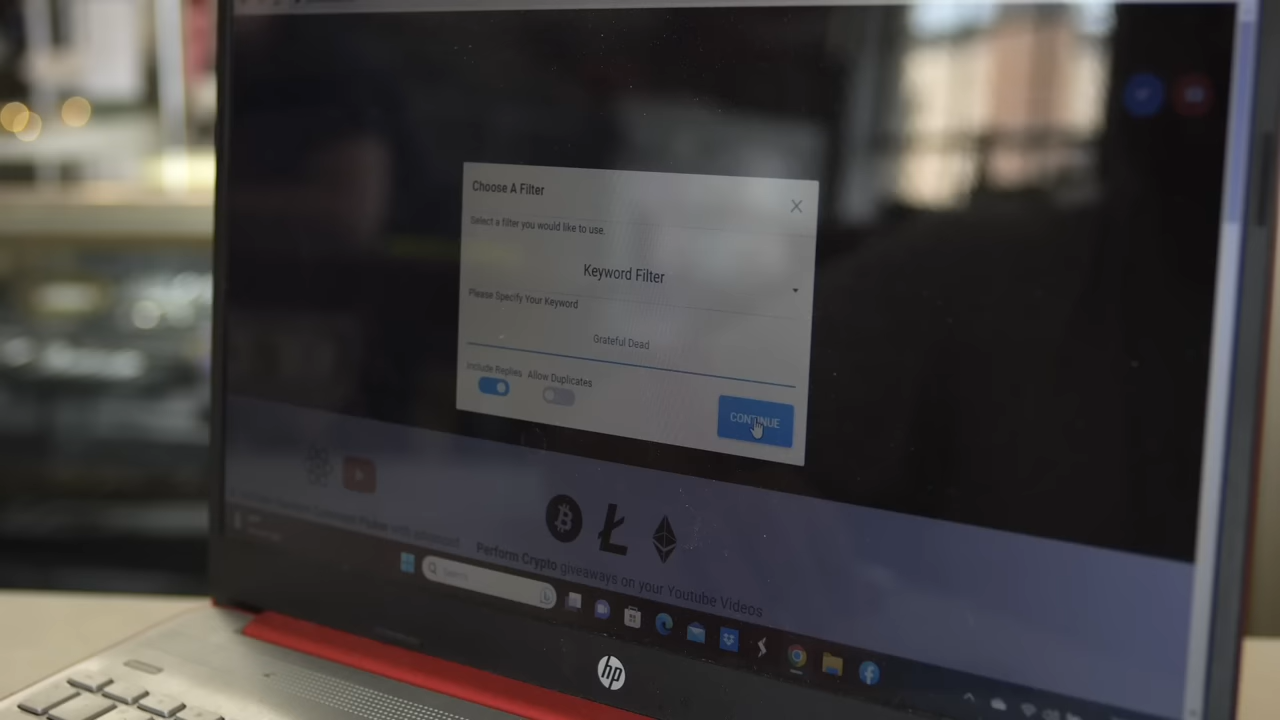 Choose A Filter
Select a filter you would like to use.
Keyword Filter
Please Specify Your Keyword
Grateful Dead
Include Replies
Allow Duplicates
CONTINUE
Perform Crypto giveaways on your Youtube Videos
Search
hp